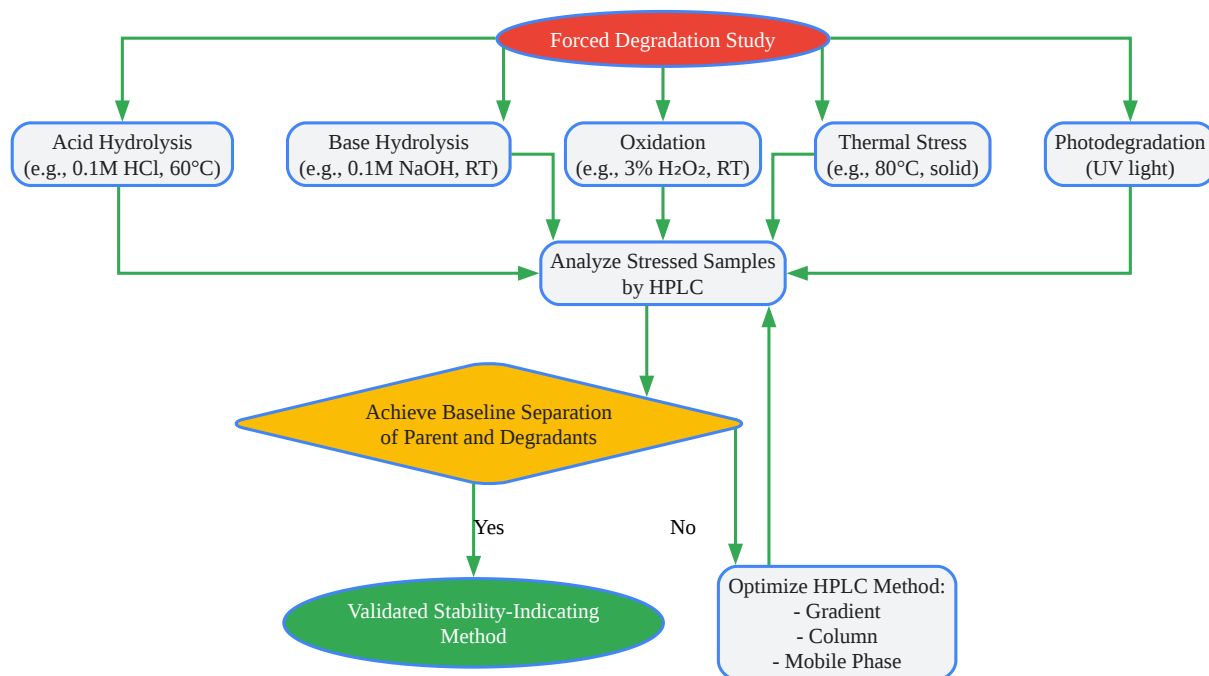 Forced Degradation Study
Acid Hydrolysis
(e.g., 0.1M HCl, 60°C)
Base Hydrolysis
(e.g., 0.1M NaOH, RT)
Oxidation
(e.g., 3% H₂O₂, RT)
Thermal Stress
(e.g., 80°C, solid)
Photodegradation
(UV light)
Analyze Stressed Samples
by HPLC
Achieve Baseline Separation
of Parent and Degradants
Yes
No
Validated Stability-Indicating
Method
Optimize HPLC Method:
- Gradient
- Column
- Mobile Phase